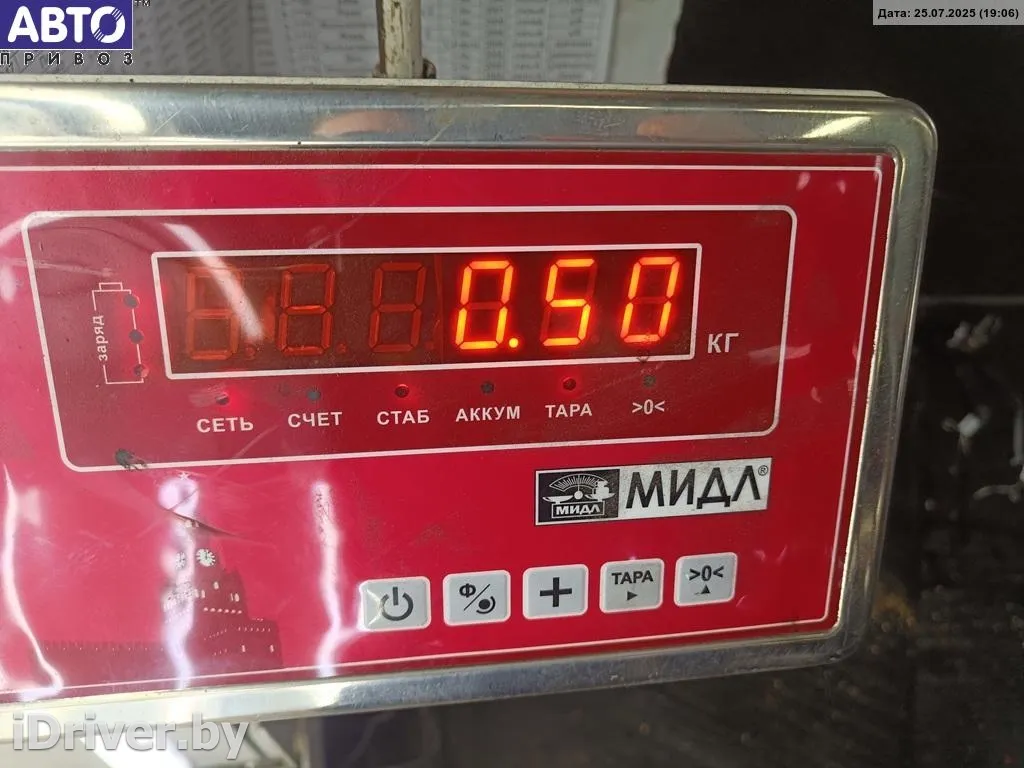 АВТО™
ПРИВОЗ
Дата: 25.07.2025 (19:06)
заряд
0.50
КГ
СЕТЬ СЧЕТ СТАБ АККУМ ТАРА >0<
МИДЛ МИДЛ®
Ф ТАРА >0<
iDriver.by